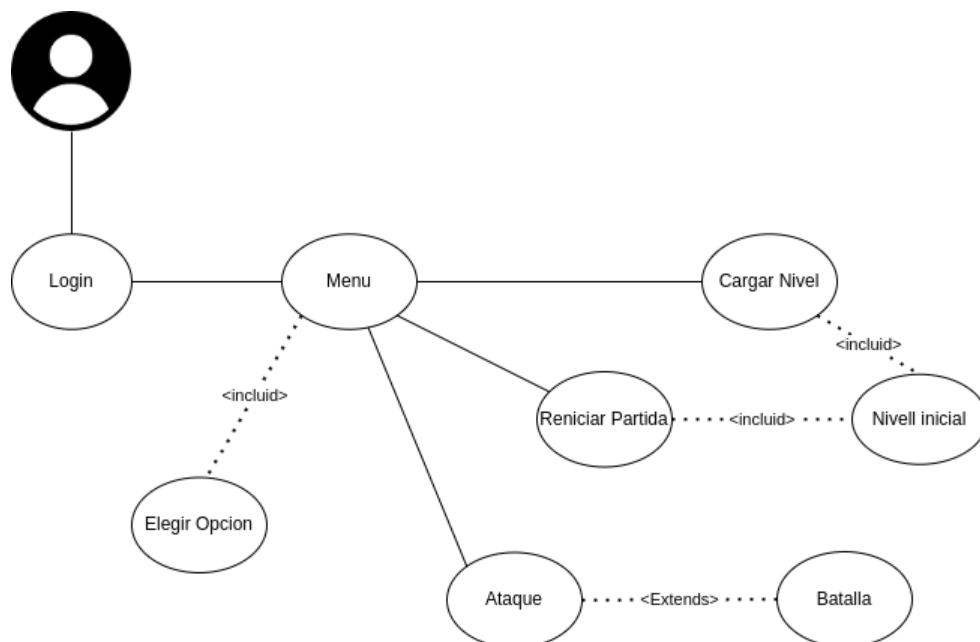 Login
Menu
Cargar Nivel
<incluid>
<incluid>
Reniciar Partida
<incluid>
Nivell inicial
Elegir Opcion
Ataque
<Extends>
Batalla